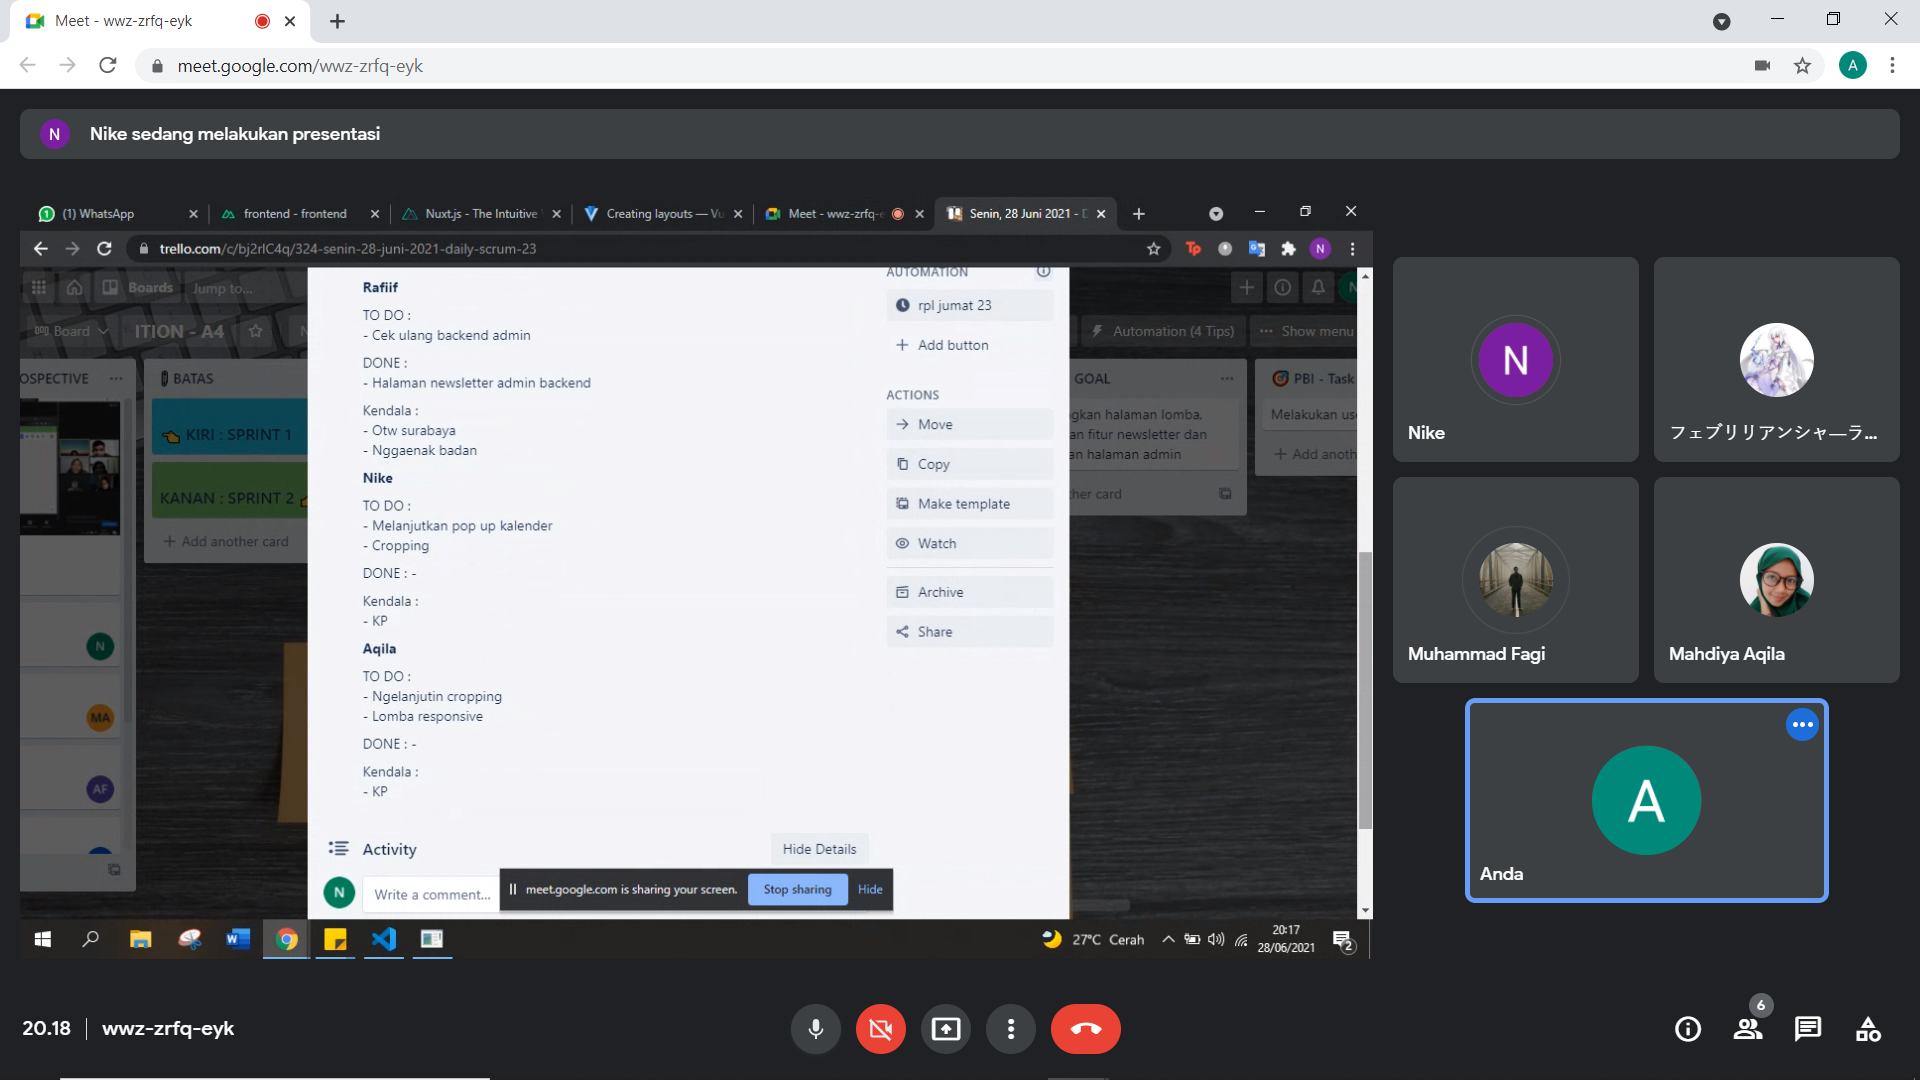 Meet - wwz-zrfq-eyk
meet.google.com/wwz-zrfq-eyk
A
N
Nike sedang melakukan presentasi
(1) WhatsApp
frontend - frontend
Nuxt.js - The Intuitive
Creating layouts — Vu
Meet - wwz-zrfq-e
Senin, 28 Juni 2021 - D
trello.com/c/bj2rlC4q/324-senin-28-juni-2021-daily-scrum-23
N
Boards
Jump to...
Board
ITION - A4
Automation (4 Tips)
Show menu
OSPECTIVE
BATAS
KIRI : SPRINT 1
KANAN : SPRINT 2
+ Add another card
N
MA
AF
Rafiif
TO DO :
- Cek ulang backend admin
DONE :
- Halaman newsletter admin backend
Kendala :
- Otw surabaya
- Nggaenak badan
Nike
TO DO :
- Melanjutkan pop up kalender
- Cropping
DONE : -
Kendala :
- KP
Aqila
TO DO :
- Ngelanjutin cropping
- Lomba responsive
DONE : -
Kendala :
- KP
Activity
Hide Details
N
Write a comment...
AUTOMATION
rpl jumat 23
+ Add button
ACTIONS
Move
Copy
Make template
Watch
Archive
Share
GOAL
gkan halaman lomba,
an fitur newsletter dan
an halaman admin
her card
PBI - Task
Melakukan use
+ Add anoth
meet.google.com is sharing your screen.
Stop sharing
Hide
27°C Cerah
20:17
28/06/2021
2
N
Nike
フェブリリアンシャーラ...
Muhammad Fagi
Mahdiya Aqila
A
Anda
20.18
wwz-zrfq-eyk
6